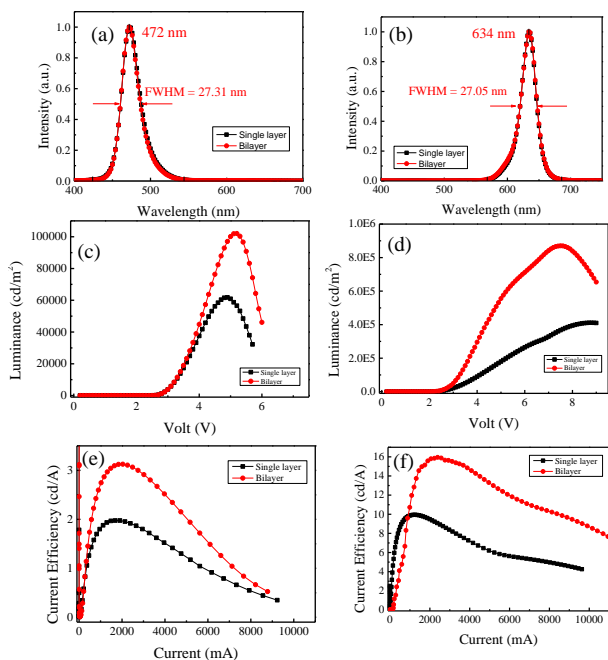 (a)
472 nm
FWHM = 27.31 nm
Single layer
Bilayer
Intensity (a.u.)
1.0
0.8
0.6
0.4
0.2
0.0
400 500 600 700
Wavelength (nm)
(b)
634 nm
FWHM = 27.05 nm
Single layer
Bilayer
Intensity (a.u.)
1.0
0.8
0.6
0.4
0.2
0.0
400 500 600 700
Wavelength (nm)
(c)
Luminance (cd/m²)
100000
80000
60000
40000
20000
0
Single layer
Bilayer
0 2 4 6
Volt (V)
(d)
Luminance (cd/m²)
1.0E6
8.0E5
6.0E5
4.0E5
2.0E5
0.0
Single layer
Bilayer
0 2 4 6 8
Volt (V)
(e)
Current Efficiency (cd/A)
3
2
1
0
Single layer
Bilayer
0 2000 4000 6000 8000 10000
Current (mA)
(f)
Current Efficiency (cd/A)
16
14
12
10
8
6
4
2
0
Single layer
Bilayer
0 2000 4000 6000 8000 10000
Current (mA)